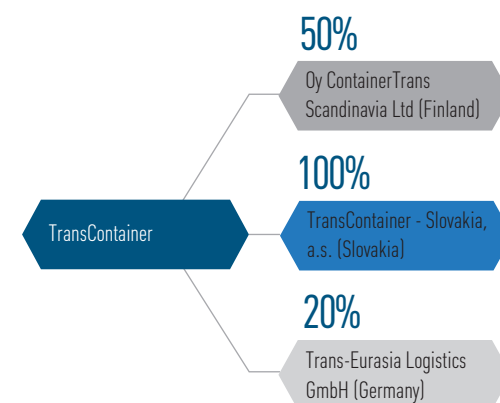 50%
Oy ContainerTrans
Scandinavia Ltd (Finland)
100%
TransContainer
TransContainer - Slovakia,
a.s. (Slovakia)
20%
Trans-Eurasia Logistics
GmbH (Germany)